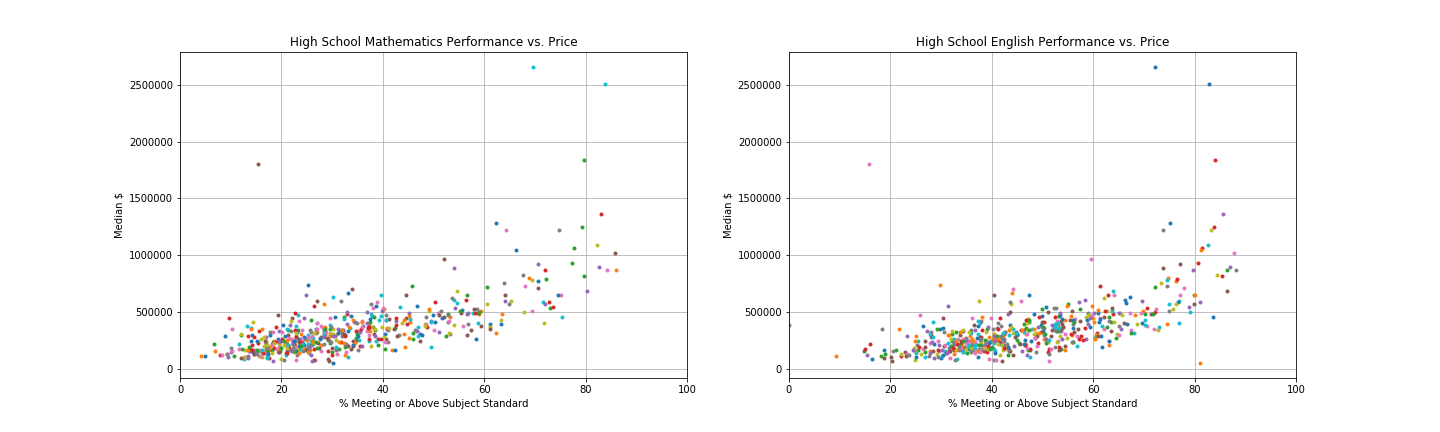 High School Mathematics Performance vs. Price
2500000
2000000
1500000
1000000
500000
0
Median $
0 20 40 60 80 100
% Meeting or Above Subject Standard
High School English Performance vs. Price
2500000
2000000
1500000
1000000
500000
0
Median $
0 20 40 60 80 100
% Meeting or Above Subject Standard